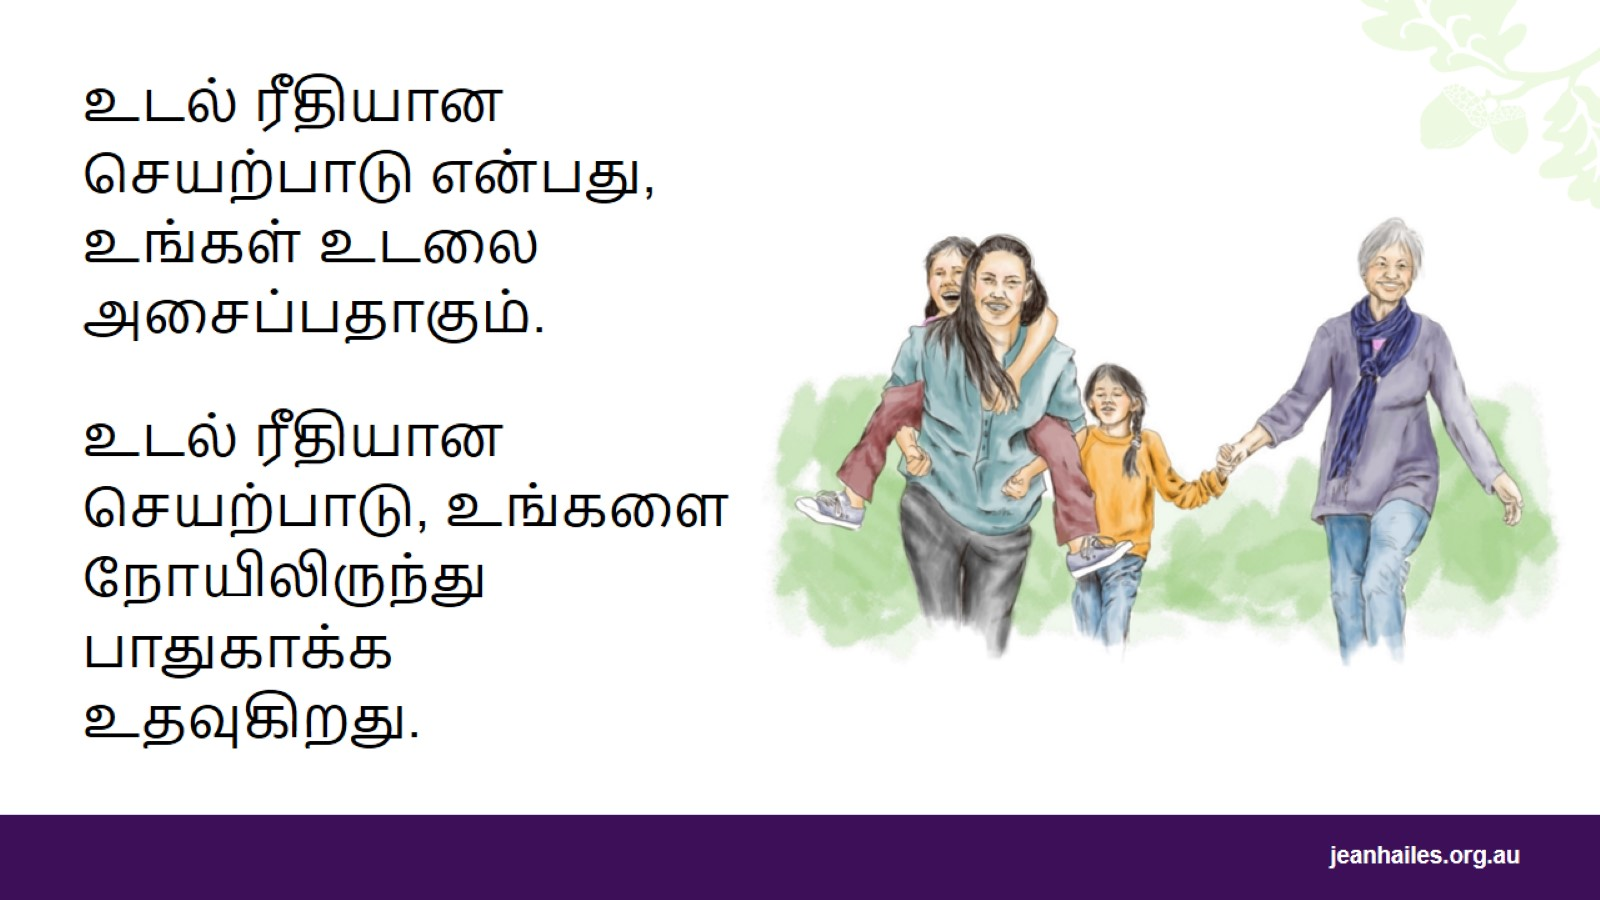 உடல் ரீதியான
செயற்பாடு என்பது,
உங்கள் உடலை
அசைப்பதாகும்.
உடல் ரீதியான
செயற்பாடு, உங்களை
நோயிலிருந்து
பாதுகாக்க
உதவுகிறது.
jeanhailes.org.au